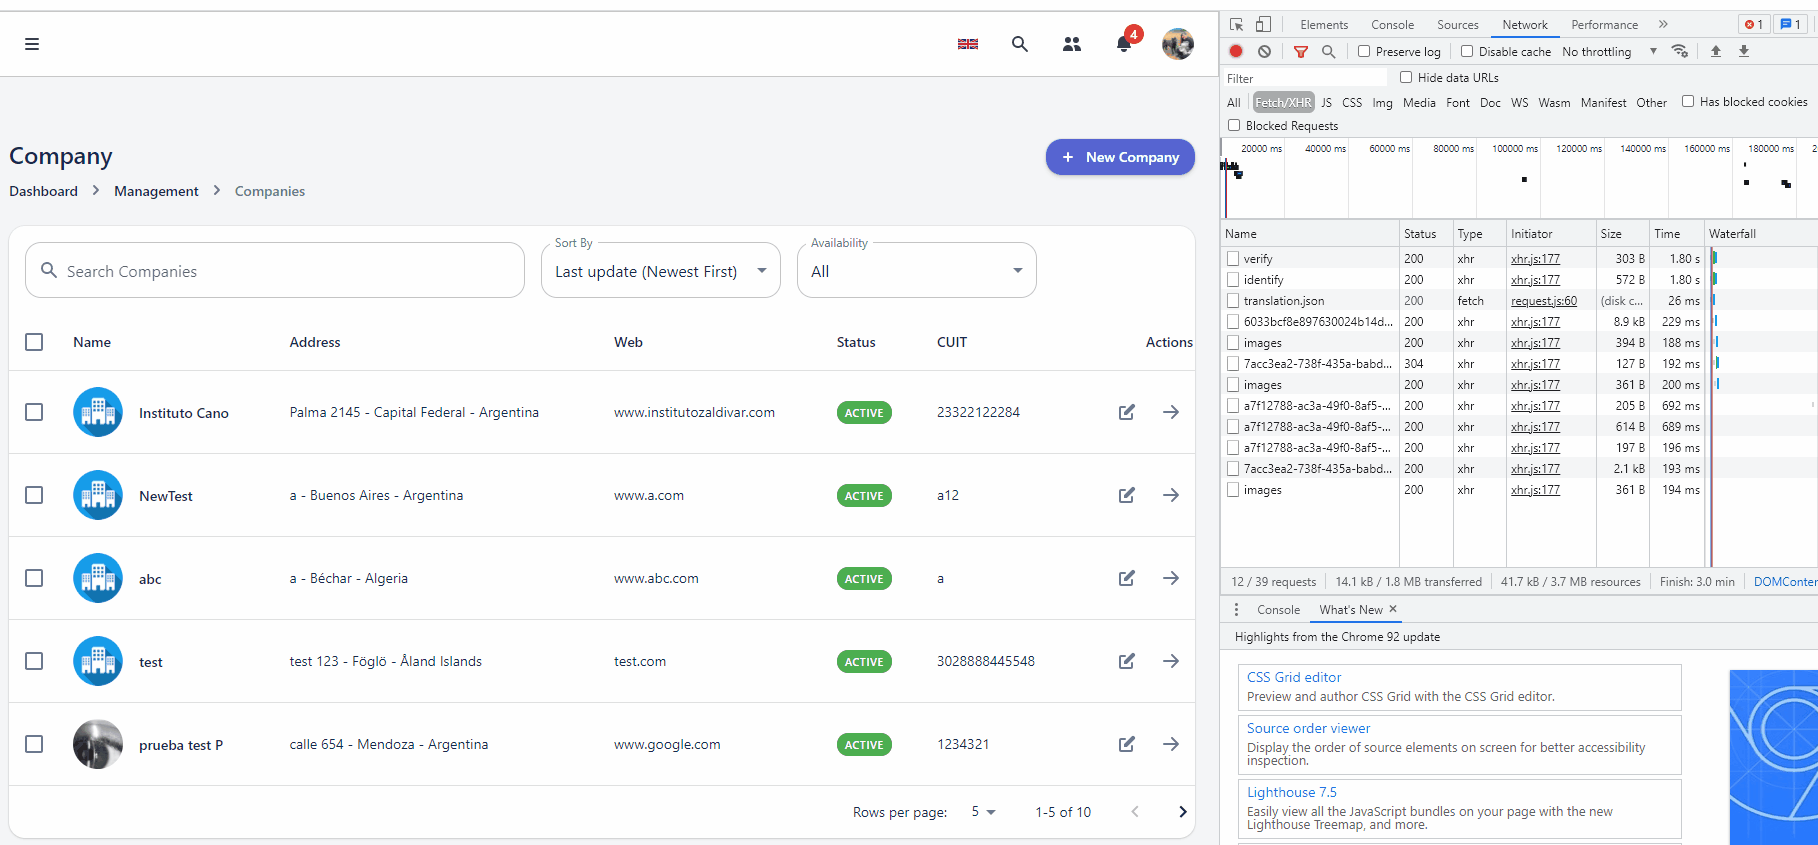 4
Company
+ New Company
Dashboard > Management > Companies
Search Companies
Sort By
Last update (Newest First)
Availability
All
Name Address Web Status CUIT Actions
Instituto Cano Palma 2145 - Capital Federal - Argentina www.institutozaldivar.com ACTIVE 23322122284
NewTest a - Buenos Aires - Argentina www.a.com ACTIVE a12
abc a - Béchar - Algeria www.abc.com ACTIVE a
test test 123 - Föglö - Åland Islands test.com ACTIVE 3028888445548
prueba test P calle 654 - Mendoza - Argentina www.google.com ACTIVE 1234321
Rows per page: 5 1-5 of 10
Elements Console Sources Network Performance » 1 1
Preserve log Disable cache No throttling
Filter Hide data URLs
All Fetch/XHR JS CSS Img Media Font Doc WS Wasm Manifest Other Has blocked cookies
Blocked Requests
20000 ms 40000 ms 60000 ms 80000 ms 100000 ms 120000 ms 140000 ms 160000 ms 180000 ms 2
Name Status Type Initiator Size Time Waterfall
verify 200 xhr xhr.js:177 303 B 1.80 s
identify 200 xhr xhr.js:177 572 B 1.80 s
translation.json 200 fetch request.js:60 (disk c... 26 ms
6033bcf8e897630024b14d... 200 xhr xhr.js:177 8.9 kB 229 ms
images 200 xhr xhr.js:177 394 B 188 ms
7acc3ea2-738f-435a-babd... 304 xhr xhr.js:177 127 B 192 ms
images 200 xhr xhr.js:177 361 B 200 ms
a7f12788-ac3a-49f0-8af5-... 200 xhr xhr.js:177 205 B 692 ms
a7f12788-ac3a-49f0-8af5-... 200 xhr xhr.js:177 614 B 689 ms
a7f12788-ac3a-49f0-8af5-... 200 xhr xhr.js:177 197 B 196 ms
7acc3ea2-738f-435a-babd... 200 xhr xhr.js:177 2.1 kB 193 ms
images 200 xhr xhr.js:177 361 B 194 ms
12 / 39 requests 14.1 kB / 1.8 MB transferred 41.7 kB / 3.7 MB resources Finish: 3.0 min DOMConten
Console What's New ×
Highlights from the Chrome 92 update
CSS Grid editor
Preview and author CSS Grid with the CSS Grid editor.
Source order viewer
Display the order of source elements on screen for better accessibility
inspection.
Lighthouse 7.5
Easily view all the JavaScript bundles on your page with the new
Lighthouse Treemap, and more.